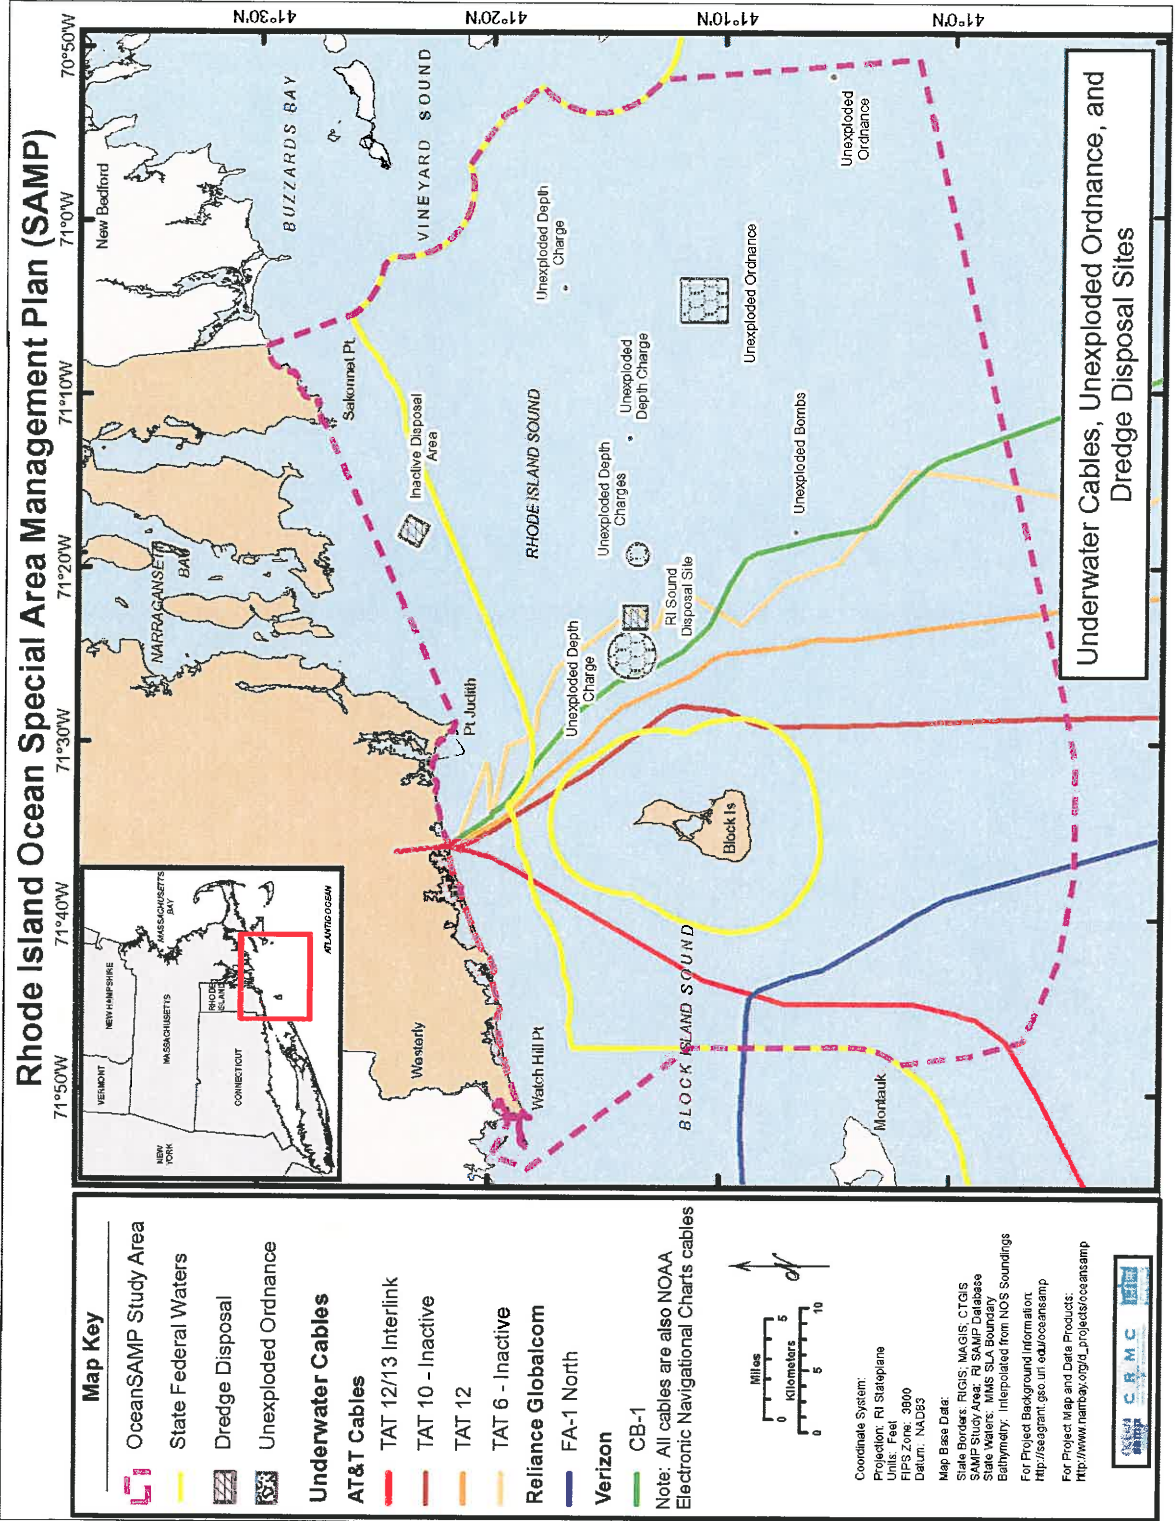 Rhode Island Ocean Special Area Management Plan (SAMP)
71°50'W
71°40'W
71°30'W
71°20'W
71°10'W
71°0'W
70°50'W
41°30'N
41°20'N
41°10'N
41°0'N
VERMONT
NEW HAMPSHIRE
NEW
YORK
MASSACHUSETTS
MASSACHUSETTS
BAY
CONNECTICUT
RHODE
ISLAND
ATLANTIC OCEAN
NARRAGANSETT
BAY
New Bedford
BUZZARDS BAY
VINEYARD SOUND
Westerly
Watch Hill Pt
Pt Judith
Sakonnet Pt
Inactive Disposal
Area
RHODE ISLAND SOUND
Unexploded Depth
Charge
Unexploded Depth
Charge
Unexploded Depth
Charges
Unexploded
Depth Charge
RI Sound
Disposal Site
Unexploded Ordnance
Unexploded
Ordnance
Unexploded Bombs
Block Is
BLOCK ISLAND SOUND
Montauk
Underwater Cables, Unexploded Ordnance, and
Dredge Disposal Sites
Map Key
OceanSAMP Study Area
State Federal Waters
Dredge Disposal
Unexploded Ordnance
Underwater Cables
AT&T Cables
TAT 12/13 Interlink
TAT 10 - Inactive
TAT 12
TAT 6 - Inactive
Reliance Globalcom
FA-1 North
Verizon
CB-1
Note: All cables are also NOAA
Electronic Navigational Charts cables
Miles
0 5
Kilometers
0 5 10
N
Coordinate System:
Projection: RI Stateplane
Units: Feet
FIPS Zone: 3800
Datum: NAD83
Map Base Data:
State Borders: RIGIS, MAGIS, CTGIS
SAMP Study Area: RI SAMP Database
State Waters: MMS SLA Boundary
Bathymetry: Interpolated from NOS Soundings
For Project Background Information:
http://seagrant.gso.uri.edu/oceansamp
For Project Map and Data Products:
http://www.narrbay.org/d_projects/oceansamp
ocean
samp
C R M C